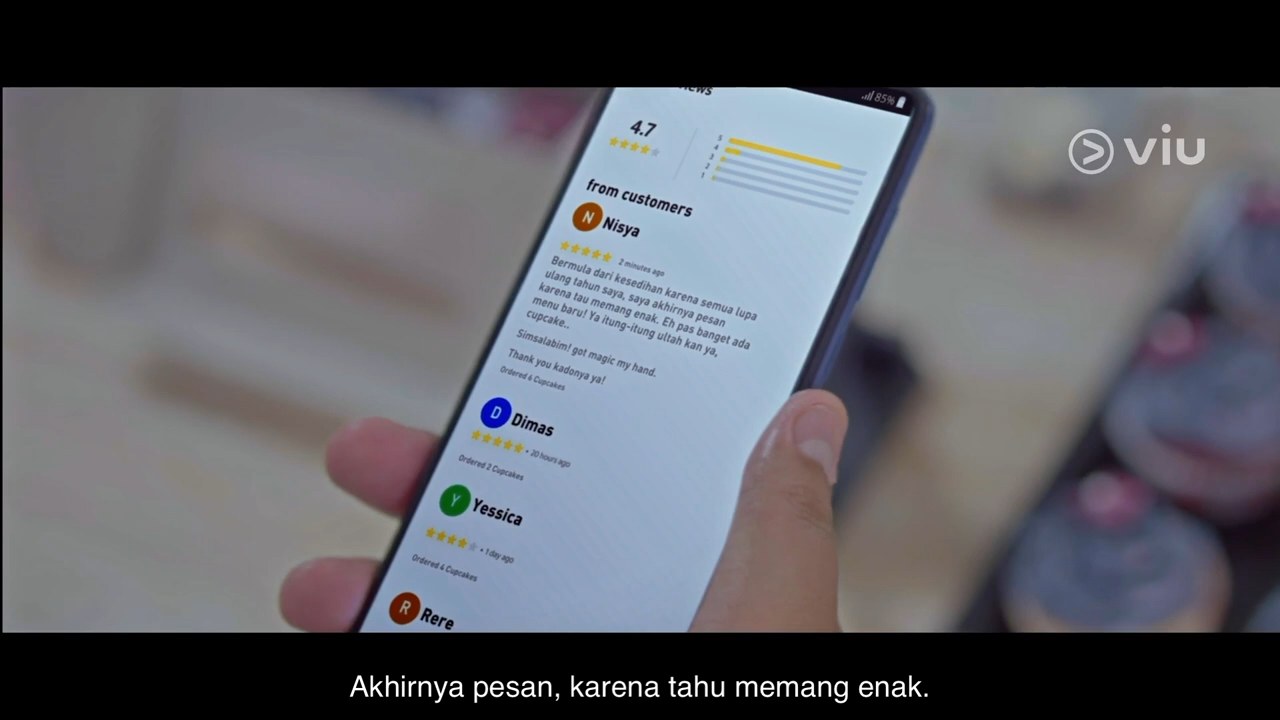 85%
viu
4.7
5
4
3
2
1
from customers
N Nisya
2 minutes ago
Bermula dari kesedihan karena semua lupa
ulang tahun saya, saya akhirnya pesan
karena tau memang enak. Eh pas banget ada
menu baru! Ya itung-itung ultah kan ya,
cupcake..
Simsalabim! got magic my hand.
Thank you kadonya ya!
Ordered 6 Cupcakes
D Dimas
• 20 hours ago
Ordered 2 Cupcakes
Y Yessica
• 1 day ago
Ordered 4 Cupcakes
R Rere
Akhirnya pesan, karena tahu memang enak.